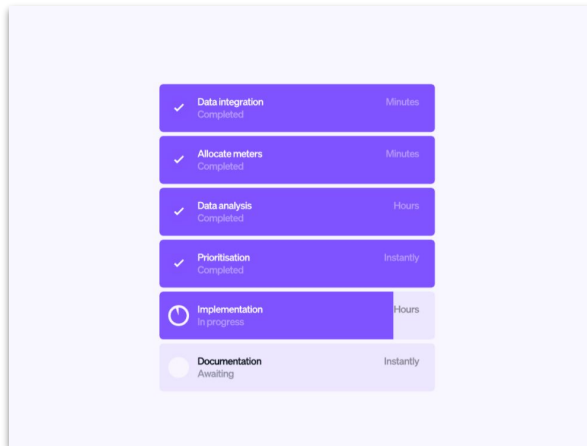 Data integration Minutes
Completed
Allocate meters Minutes
Completed
Data analysis Hours
Completed
Prioritisation Instantly
Completed
Implementation Hours
In progress
Documentation Instantly
Awaiting